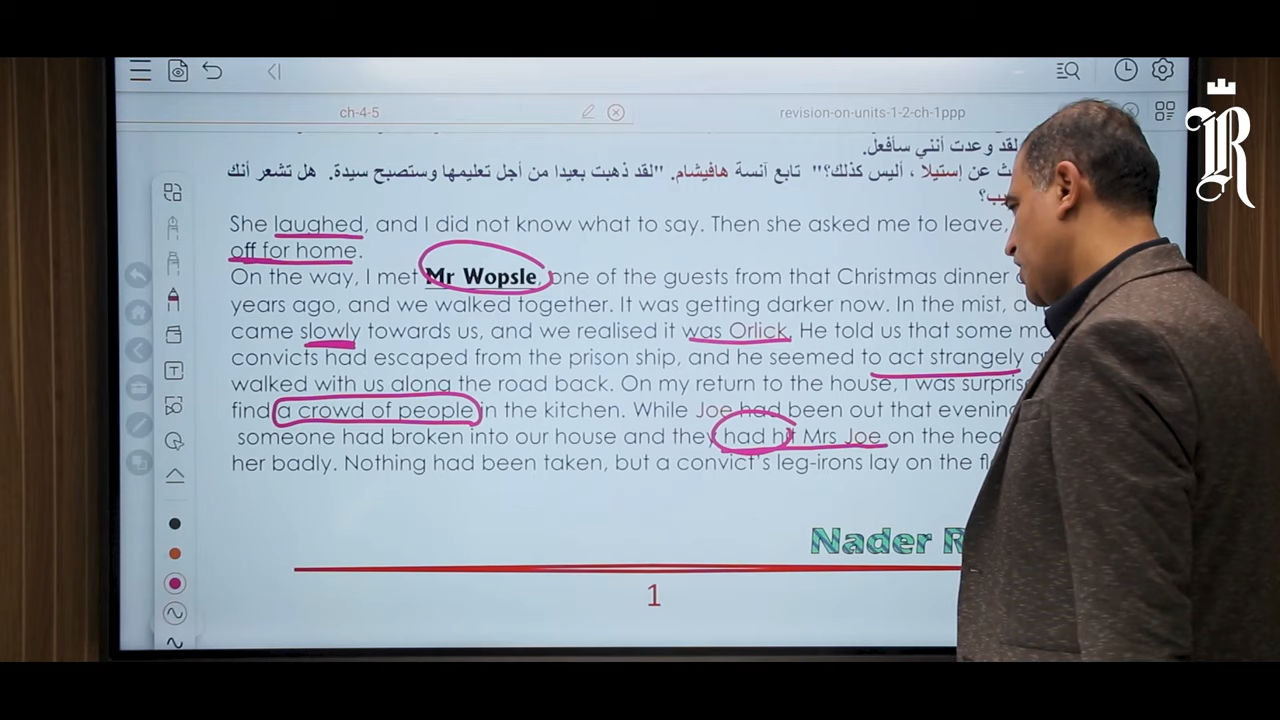 ch-4-5
revision-on-units-1-2-ch-1ppp
لقد وعدت أنني سأفعل.
ث عن إستيلا ، أليس كذلك؟" تابع آنسة هافيشام. "لقد ذهبت بعيدا من أجل تعليمها وستصبح سيدة. هل تشعر أنك
She laughed, and I did not know what to say. Then she asked me to leave,
off for home.
On the way, I met Mr Wopsle, one of the guests from that Christmas dinner
years ago, and we walked together. It was getting darker now. In the mist, a
came slowly towards us, and we realised it was Orlick. He told us that some
convicts had escaped from the prison ship, and he seemed to act strangely
walked with us along the road back. On my return to the house, I was
find a crowd of people in the kitchen. While Joe had been out that evening
someone had broken into our house and they had hit Mrs Joe on the
her badly. Nothing had been taken, but a convict's leg-irons lay on the
Nader R
1
R